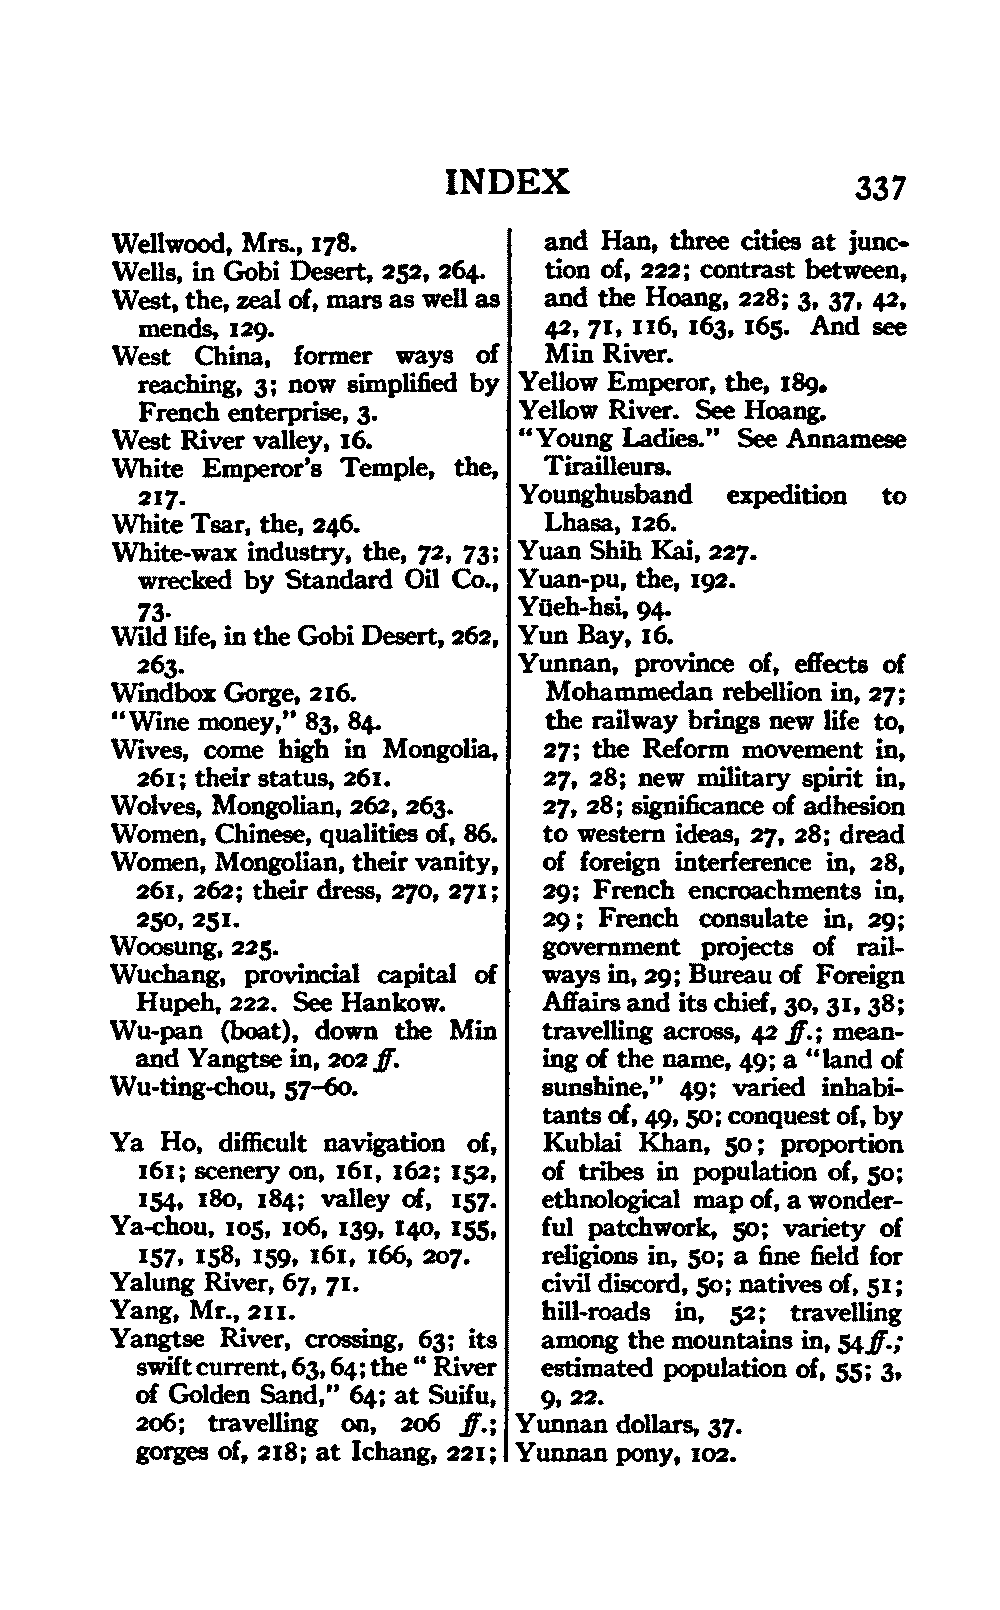 INDEX
337
Wellwood, Mrs., 178.
Wells, in Gobi Desert, 252, 264.
West, the, zeal of, mars as well as
mends, 129.
West China, former ways of
reaching, 3; now simplified by
French enterprise, 3.
West River valley, 16.
White Emperor's Temple, the,
217.
White Tsar, the, 246.
White-wax industry, the, 72, 73;
wrecked by Standard Oil Co.,
73.
Wild life, in the Gobi Desert, 262,
263.
Windbox Gorge, 216.
"Wine money," 83, 84.
Wives, come high in Mongolia,
261; their status, 261.
Wolves, Mongolian, 262, 263.
Women, Chinese, qualities of, 86.
Women, Mongolian, their vanity,
261, 262; their dress, 270, 271;
250, 251.
Woosung, 225.
Wuchang, provincial capital of
Hupeh, 222. See Hankow.
Wu-pan (boat), down the Min
and Yangtse in, 202 ff.
Wu-ting-chou, 57–60.
Ya Ho, difficult navigation of,
161; scenery on, 161, 162; 152,
154, 180, 184; valley of, 157.
Ya-chou, 105, 106, 139, 140, 155,
157, 158, 159, 161, 166, 207.
Yalung River, 67, 71.
Yang, Mr., 211.
Yangtse River, crossing, 63; its
swift current, 63, 64; the "River
of Golden Sand," 64; at Suifu,
206; travelling on, 206 ff.;
gorges of, 218; at Ichang, 221;
and Han, three cities at junc-
tion of, 222; contrast between,
and the Hoang, 228; 3, 37, 42,
42, 71, 116, 163, 165. And see
Min River.
Yellow Emperor, the, 189.
Yellow River. See Hoang.
"Young Ladies." See Annamese
Tirailleurs.
Younghusband expedition to
Lhasa, 126.
Yuan Shih Kai, 227.
Yuan-pu, the, 192.
Yüeh-hsi, 94.
Yun Bay, 16.
Yunnan, province of, effects of
Mohammedan rebellion in, 27;
the railway brings new life to,
27; the Reform movement in,
27, 28; new military spirit in,
27, 28; significance of adhesion
to western ideas, 27, 28; dread
of foreign interference in, 28,
29; French encroachments in,
29; French consulate in, 29;
government projects of rail-
ways in, 29; Bureau of Foreign
Affairs and its chief, 30, 31, 38;
travelling across, 42 ff.; mean-
ing of the name, 49; a "land of
sunshine," 49; varied inhabi-
tants of, 49, 50; conquest of, by
Kublai Khan, 50; proportion
of tribes in population of, 50;
ethnological map of, a wonder-
ful patchwork, 50; variety of
religions in, 50; a fine field for
civil discord, 50; natives of, 51;
hill-roads in, 52; travelling
among the mountains in, 54 ff.;
estimated population of, 55; 3,
9, 22.
Yunnan dollars, 37.
Yunnan pony, 102.